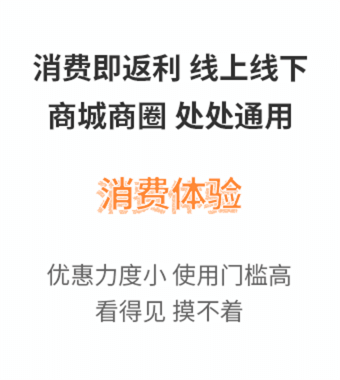 消费即返利 线上线下
商城商圈 处处通用
消费体验
优惠力度小 使用门槛高
看得见 摸不着